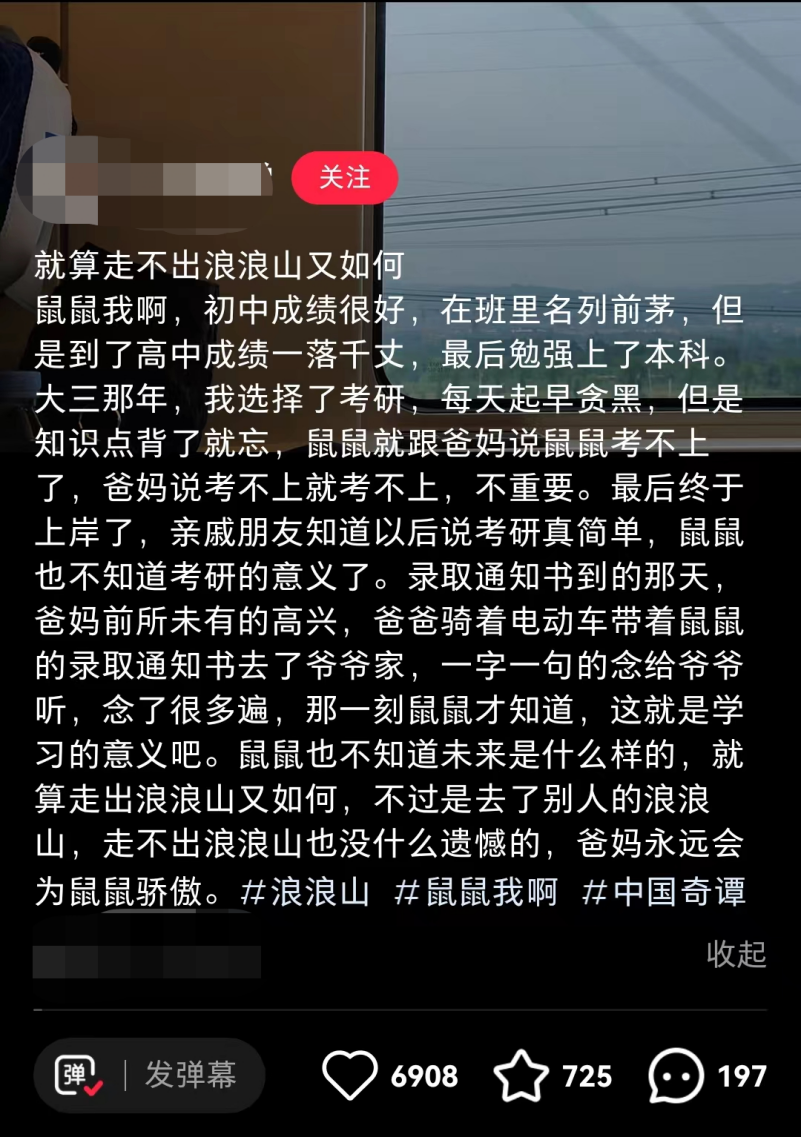 关注
就算走不出浪浪山又如何
鼠鼠我啊，初中成绩很好，在班里名列前茅，但
是到了高中成绩一落千丈，最后勉强上了本科。
大三那年，我选择了考研，每天起早贪黑，但是
知识点背了就忘，鼠鼠就跟爸妈说鼠鼠考不上
了，爸妈说考不上就考不上，不重要。最后终于
上岸了，亲戚朋友知道以后说考研真简单，鼠鼠
也不知道考研的意义了。录取通知书到的那天，
爸妈前所未有的高兴，爸爸骑着电动车带着鼠鼠
的录取通知书去了爷爷家，一字一句的念给爷爷
听，念了很多遍，那一刻鼠鼠才知道，这就是学
习的意义吧。鼠鼠也不知道未来是什么样的，就
算走出浪浪山又如何，不过是去了别人的浪浪
山，走不出浪浪山也没什么遗憾的，爸妈永远会
为鼠鼠骄傲。#浪浪山 #鼠鼠我啊 #中国奇谭
收起
弹 发弹幕 6908 725 197